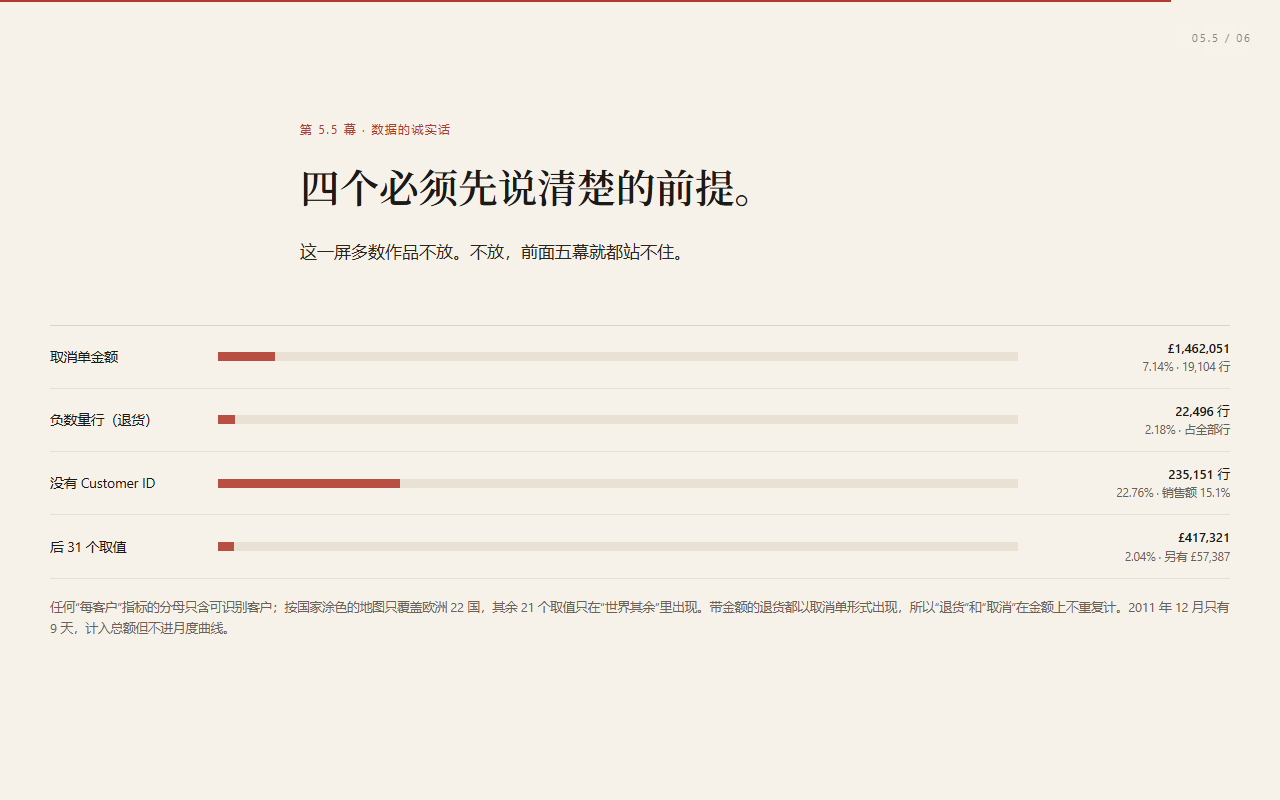 05.5 / 06
第 5.5 幕 · 数据的诚实话
四个必须先说清楚的前提。
这一屏多数作品不放。不放，前面五幕就都站不住。
取消单金额
£1,462,051
7.14% · 19,104 行
负数量行（退货）
22,496 行
2.18% · 占全部行
没有 Customer ID
235,151 行
22.76% · 销售额 15.1%
后 31 个取值
£417,321
2.04% · 另有 £57,387
任何“每客户”指标的分母只含可识别客户；按国家涂色的地图只覆盖欧洲 22 国，其余 21 个取值只在“世界其余”里出现。带金额的退货都以取消单形式出现，所以“退货”和“取消”在金额上不重复计。2011 年 12 月只有
9 天，计入总额但不进月度曲线。